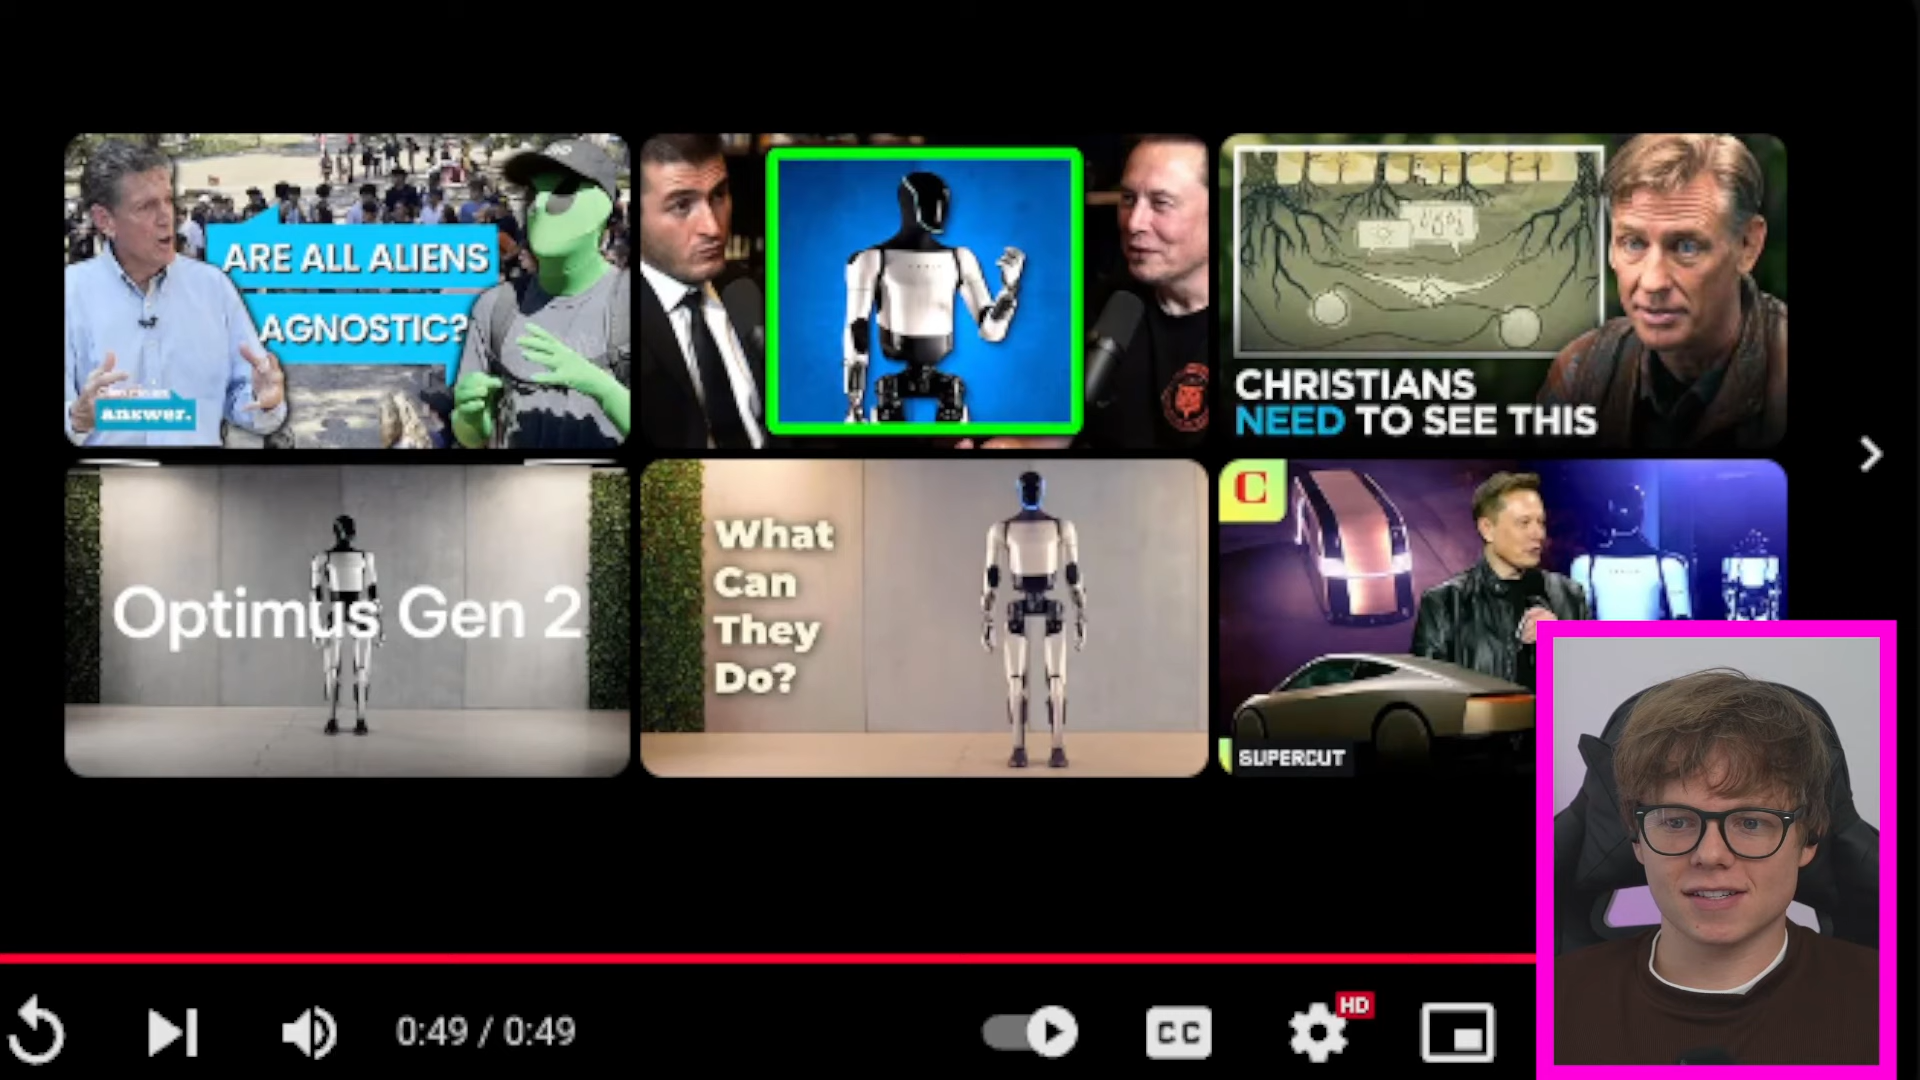 ARE ALL ALIENS
AGNOSTIC?
answer.
CHRISTIANS
NEED TO SEE THIS
Optimus Gen 2
What
Can
They
Do?
C
SUPERCUT
0:49 / 0:49
CC
HD